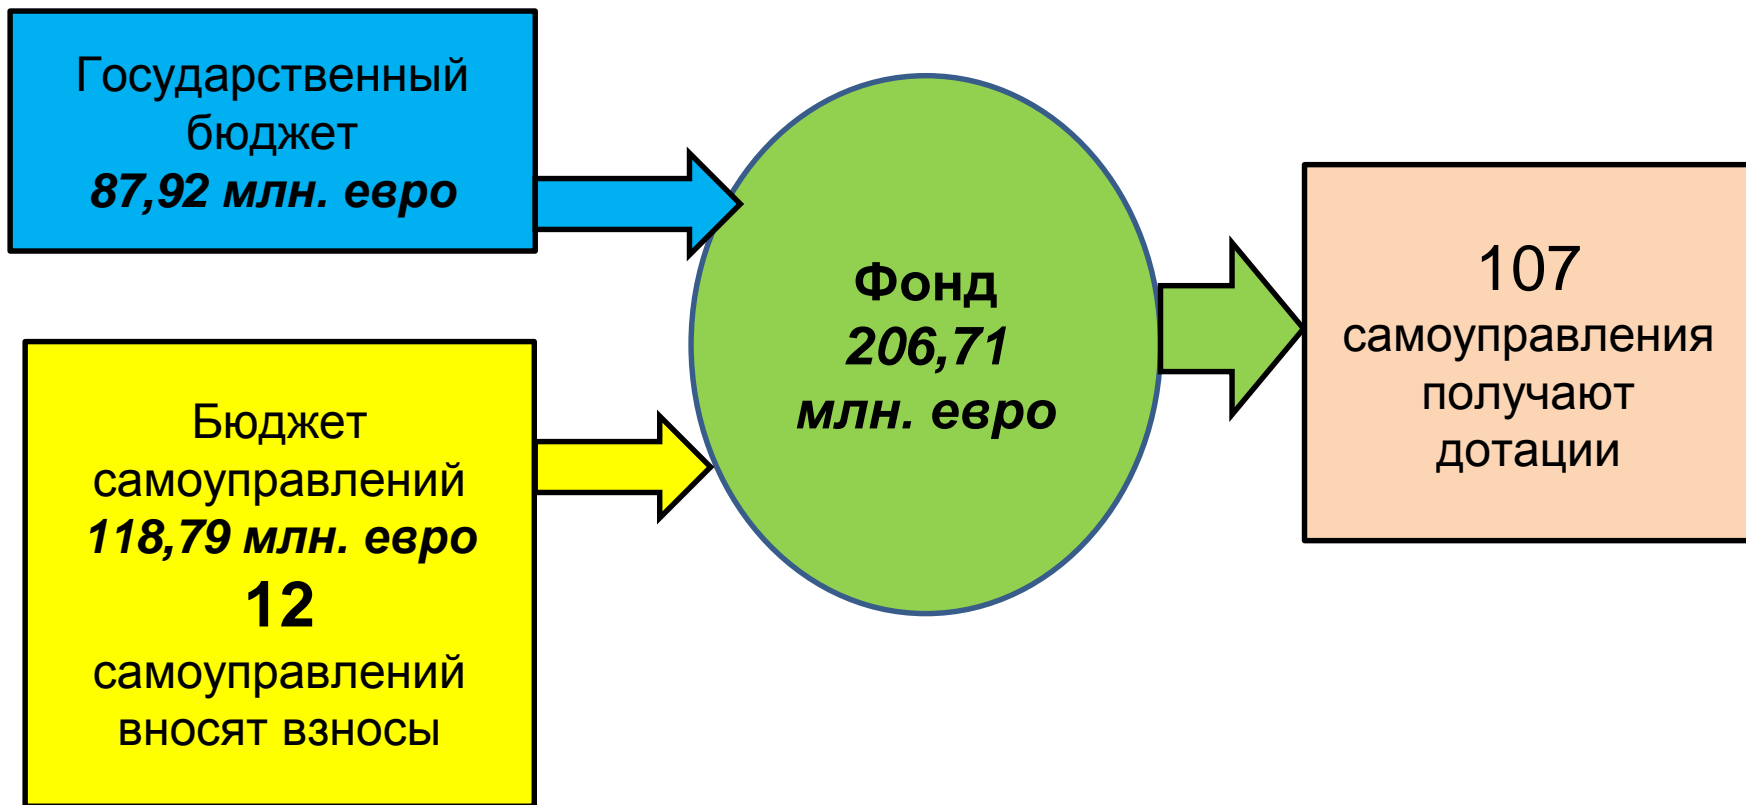 Государственный
бюджет
87,92 млн. евро
Бюджет
самоуправлений
118,79 млн. евро
12
самоуправлений
вносят взносы
Фонд
206,71
млн. евро
107
самоуправления
получают
дотации